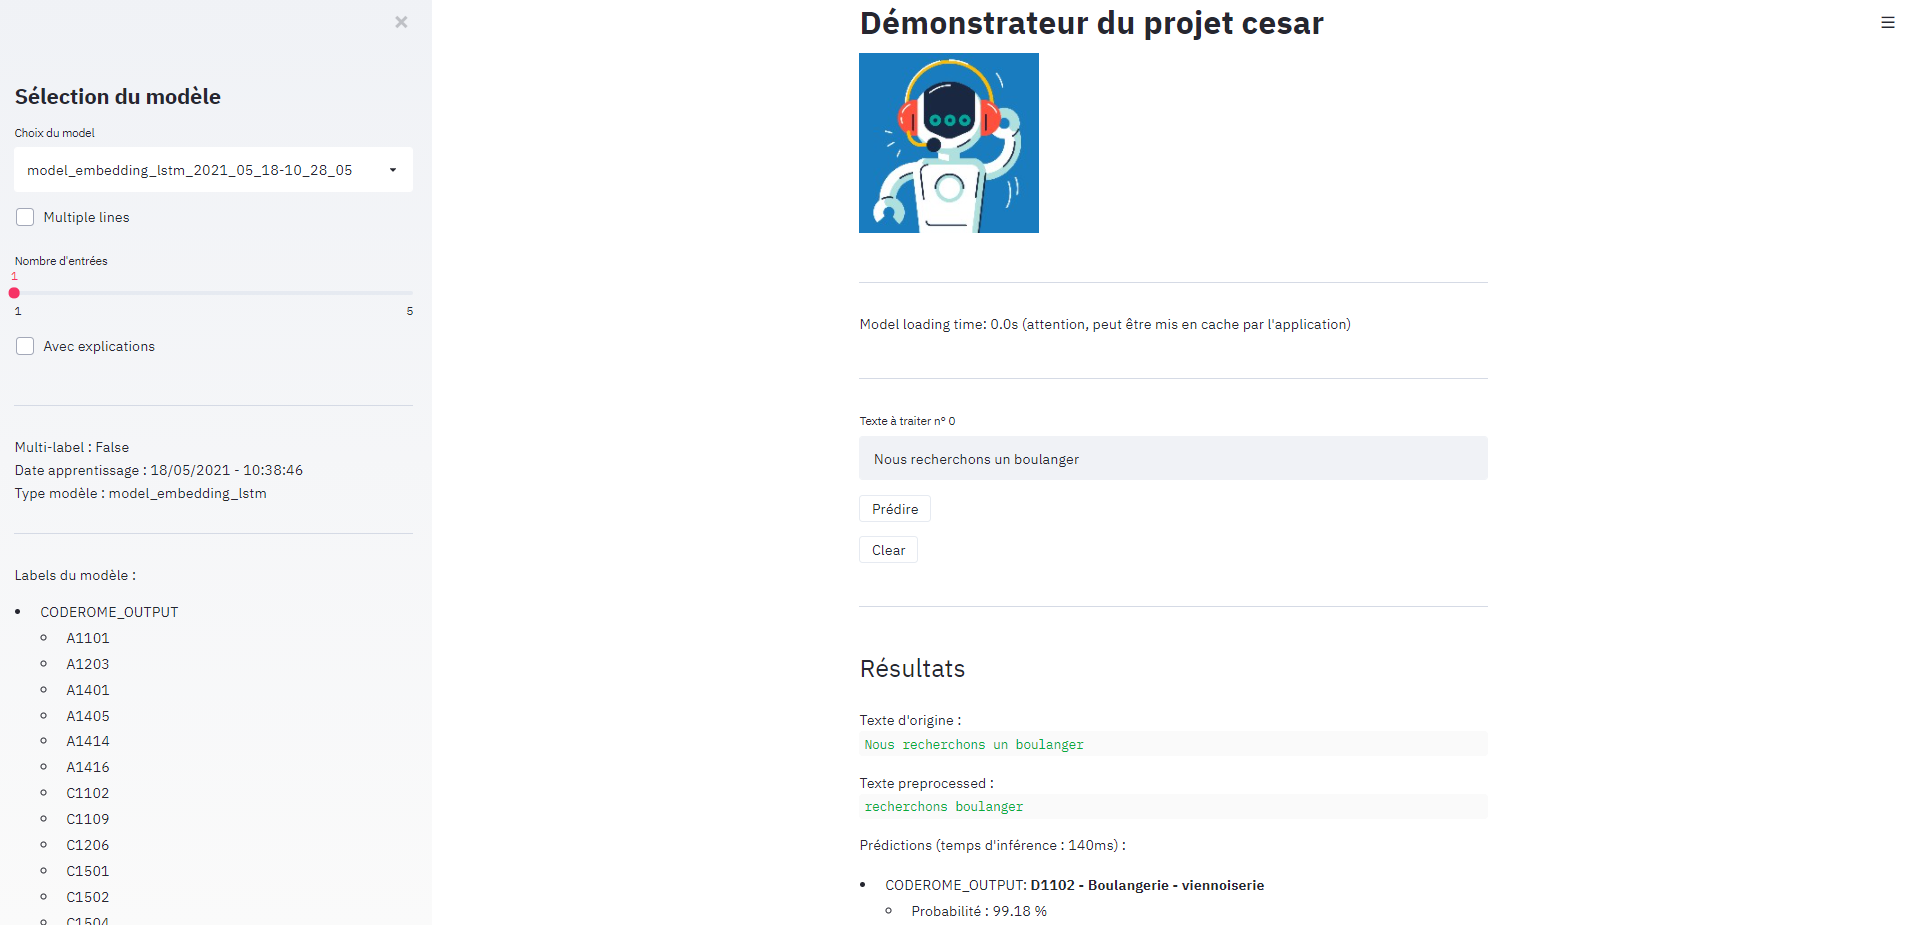 ×
Sélection du modèle
Choix du model
model_embedding_lstm_2021_05_18-10_28_05
Multiple lines
Nombre d'entrées
1
1 5
Avec explications
Multi-label : False
Date apprentissage : 18/05/2021 - 10:38:46
Type modèle : model_embedding_lstm
Labels du modèle :
CODEROME_OUTPUT
A1101
A1203
A1401
A1405
A1414
A1416
C1102
C1109
C1206
C1501
C1502
C1504
Démonstrateur du projet cesar
Model loading time: 0.0s (attention, peut être mis en cache par l'application)
Texte à traiter n° 0
Nous recherchons un boulanger
Prédire
Clear
Résultats
Texte d'origine :
Nous recherchons un boulanger
Texte preprocessed :
recherchons boulanger
Prédictions (temps d'inférence : 140ms) :
CODEROME_OUTPUT: D1102 - Boulangerie - viennoiserie
Probabilité : 99.18 %